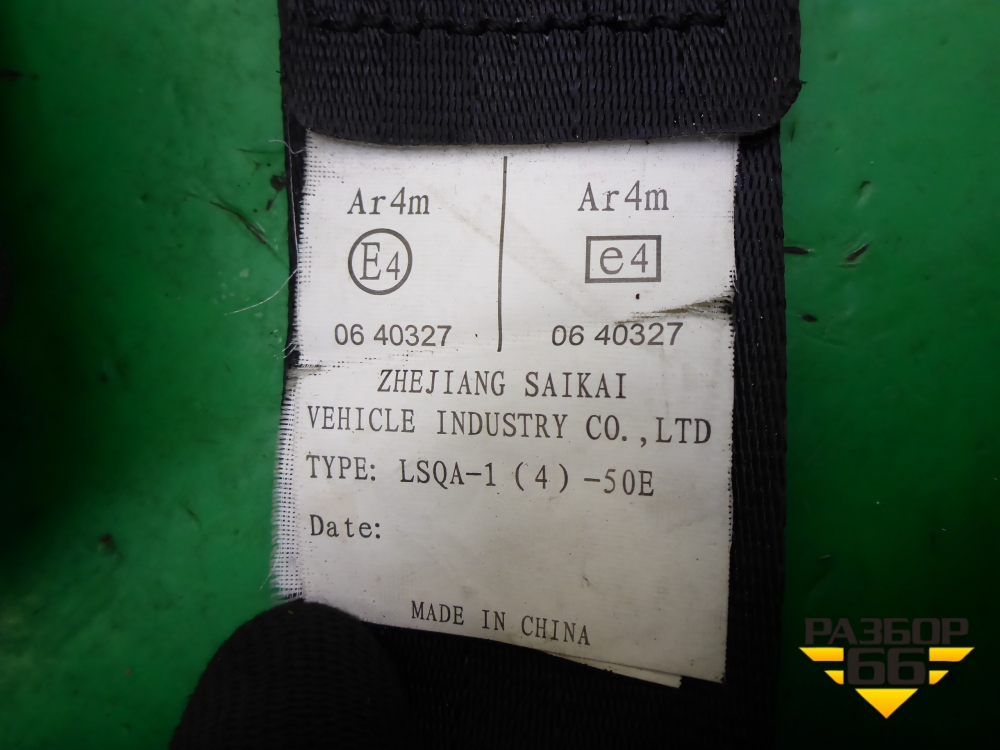 Ar4m
E4
06 40327
Ar4m
e4
06 40327
ZHEJIANG SAIKAI
VEHICLE INDUSTRY CO.,LTD
TYPE: LSQA-1 (4) -50E
Date:
MADE IN CHINA
РАЗБОР
66